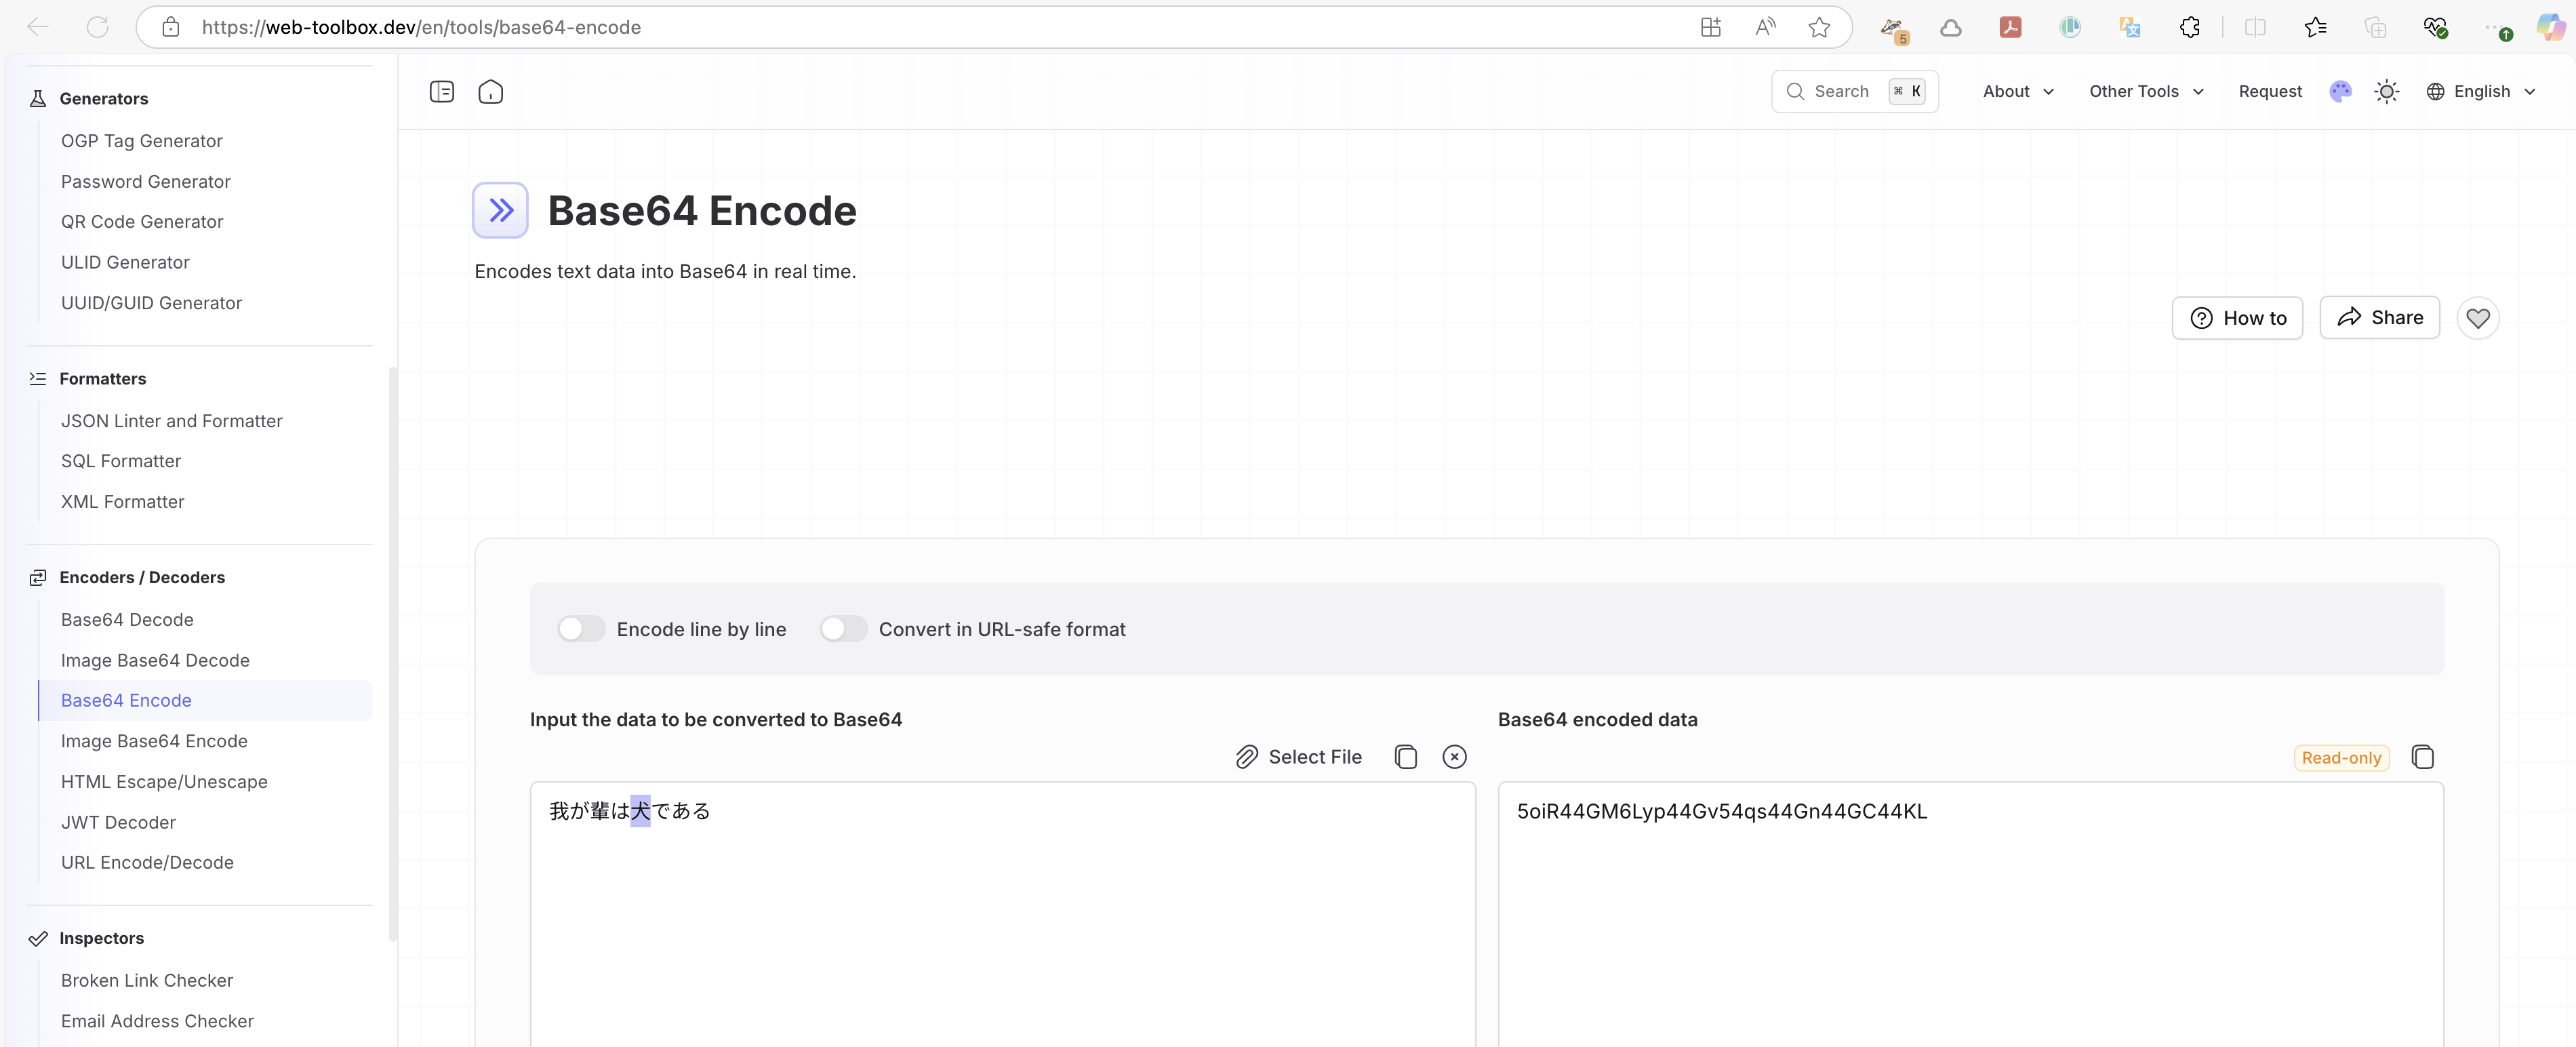 https://web-toolbox.dev/en/tools/base64-encode
5
Generators
OGP Tag Generator
Password Generator
QR Code Generator
ULID Generator
UUID/GUID Generator
Formatters
JSON Linter and Formatter
SQL Formatter
XML Formatter
Encoders / Decoders
Base64 Decode
Image Base64 Decode
Base64 Encode
Image Base64 Encode
HTML Escape/Unescape
JWT Decoder
URL Encode/Decode
Inspectors
Broken Link Checker
Email Address Checker
Search ⌘ K
About
Other Tools
Request
English
Base64 Encode
Encodes text data into Base64 in real time.
How to
Share
Encode line by line
Convert in URL-safe format
Input the data to be converted to Base64
Select File
我が輩は犬である
Base64 encoded data
Read-only
5oiR44GM6Lyp44Gv54qs44Gn44GC44KL